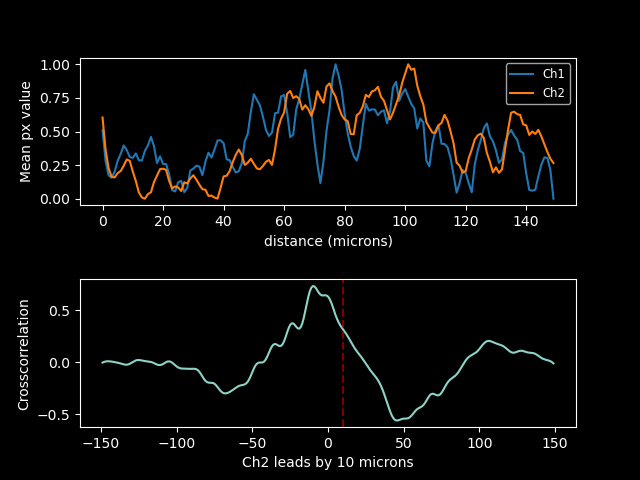 1.00
0.75
0.50
0.25
0.00
Mean px value
Ch1
Ch2
0 20 40 60 80 100 120 140
distance (microns)
0.5
0.0
−0.5
Crosscorrelation
−150 −100 −50 0 50 100 150
Ch2 leads by 10 microns